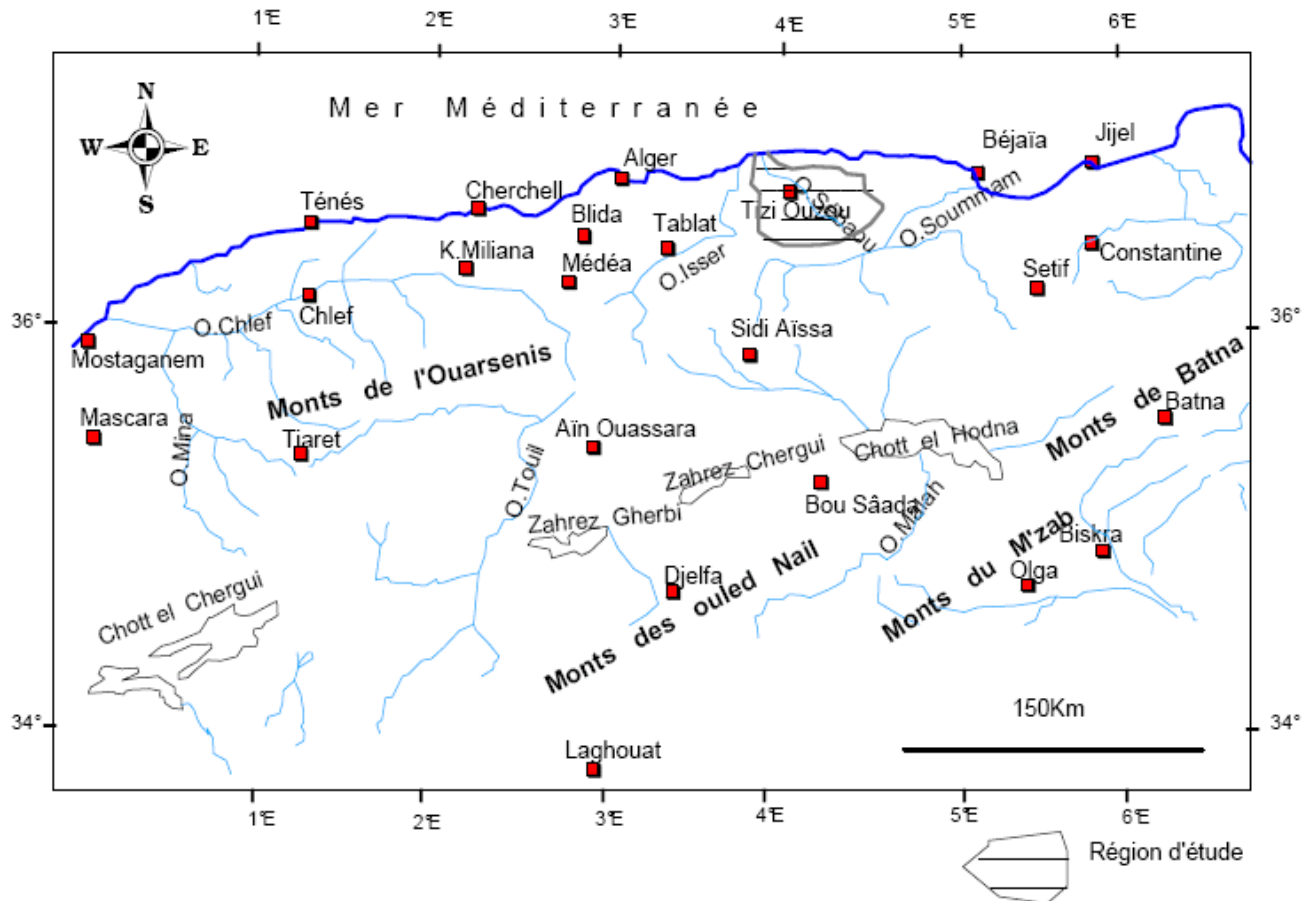 1°E 2°E 3°E 4°E 5°E 6°E
Mer Méditerranée
N
W E
S
Alger
Béjaïa
Jijel
Ténés
Cherchell
Blida
Tablat
Tizi Ouzou
O.Sebaou
O.Soummam
K.Miliana
Médéa
O.Isser
Constantine
Setif
Chlef
O.Chlef
36° 36°
Mostaganem
Sidi Aïssa
Monts de l'Ouarsenis
Monts de Batna
Mascara
O.Mina
Tiaret
Aïn Ouassara
Batna
Chott el Hodna
O.Touil
Zahrez Chergui
Bou Sâada
O.Malah
Zahrez Gherbi
Monts du M'zab
Biskra
Djelfa
Olga
Chott el Chergui
Monts des ouled Nail
150Km
34° 34°
Laghouat
1°E 2°E 3°E 4°E 5°E 6°E
Région d'étude